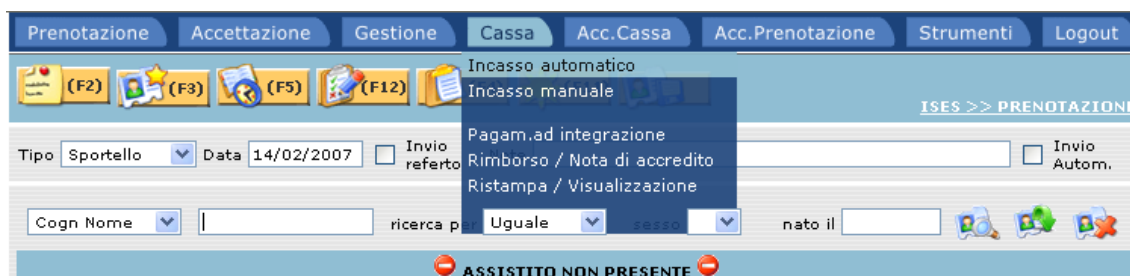 Prenotazione Accettazione Gestione Cassa Acc.Cassa Acc.Prenotazione Strumenti Logout
Incasso automatico
(F2) (F3) (F5) (F12)
Incasso manuale
ISES >> PRENOTAZIONE
Pagam.ad integrazione
Tipo Sportello Data 14/02/2007 Invio referto Invio Autom.
Rimborso / Nota di accredito
Ristampa / Visualizzazione
Cogn Nome ricerca per Uguale sesso nato il
ASSISTITO NON PRESENTE